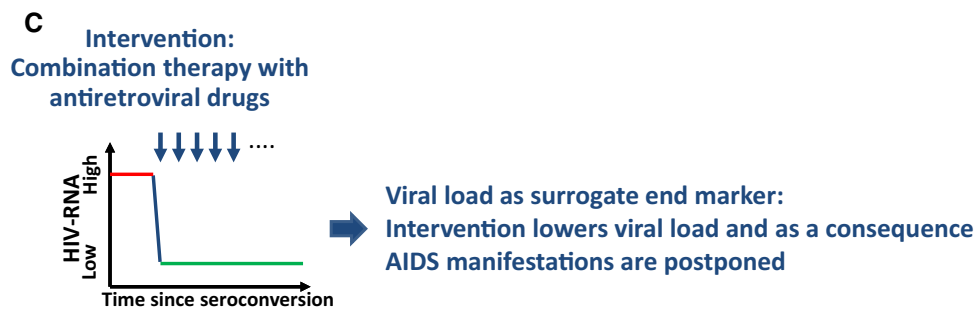 C
Intervention:
Combination therapy with
antiretroviral drugs
....
HIV-RNA
High
Low
Time since seroconversion
Viral load as surrogate end marker:
Intervention lowers viral load and as a consequence
AIDS manifestations are postponed